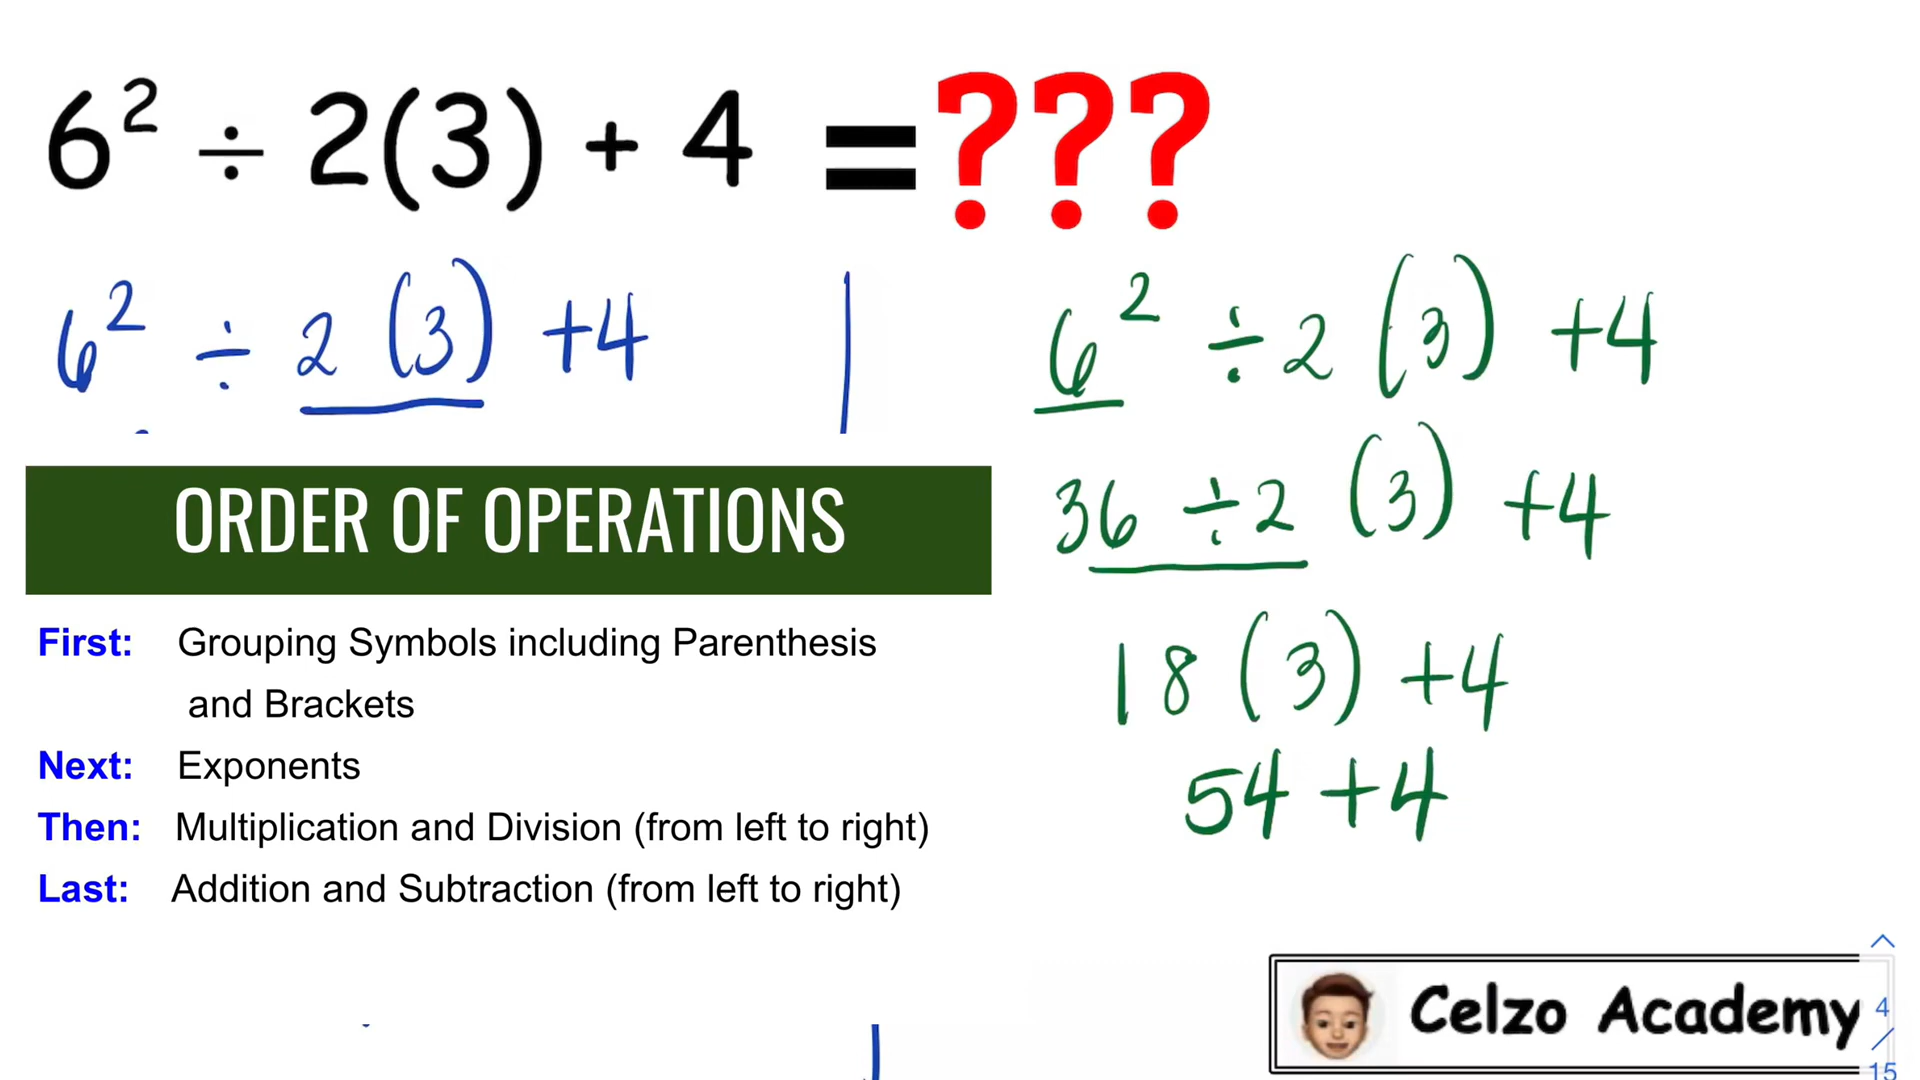 6² ÷ 2(3) + 4 = ???
6² ÷ 2 (3) +4
ORDER OF OPERATIONS
First: Grouping Symbols including Parenthesis
and Brackets
Next: Exponents
Then: Multiplication and Division (from left to right)
Last: Addition and Subtraction (from left to right)
6² ÷ 2 (3) +4
36 ÷ 2 (3) +4
18 (3) +4
54 +4
Celzo Academy
4
/
15